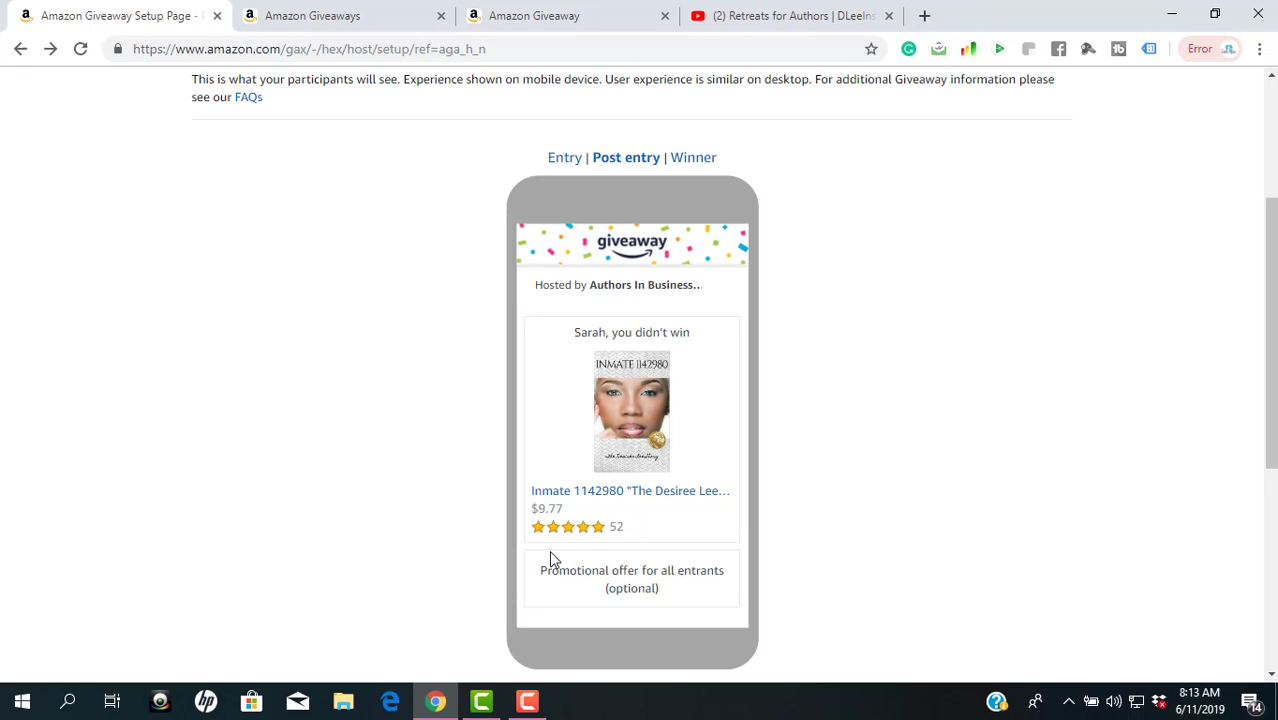 Amazon Giveaway Setup Page -
Amazon Giveaways
Amazon Giveaway
(2) Retreats for Authors | DLeeIns
https://www.amazon.com/gax/-/hex/host/setup/ref=aga_h_n
Error
This is what your participants will see. Experience shown on mobile device. User experience is similar on desktop. For additional Giveaway information please
see our FAQs
Entry | Post entry | Winner
giveaway
Hosted by Authors In Business...
Sarah, you didn't win
INMATE 1142980
Inmate 1142980 "The Desiree Lee...
$9.77
52
Promotional offer for all entrants
(optional)
8:13 AM
6/11/2019
14